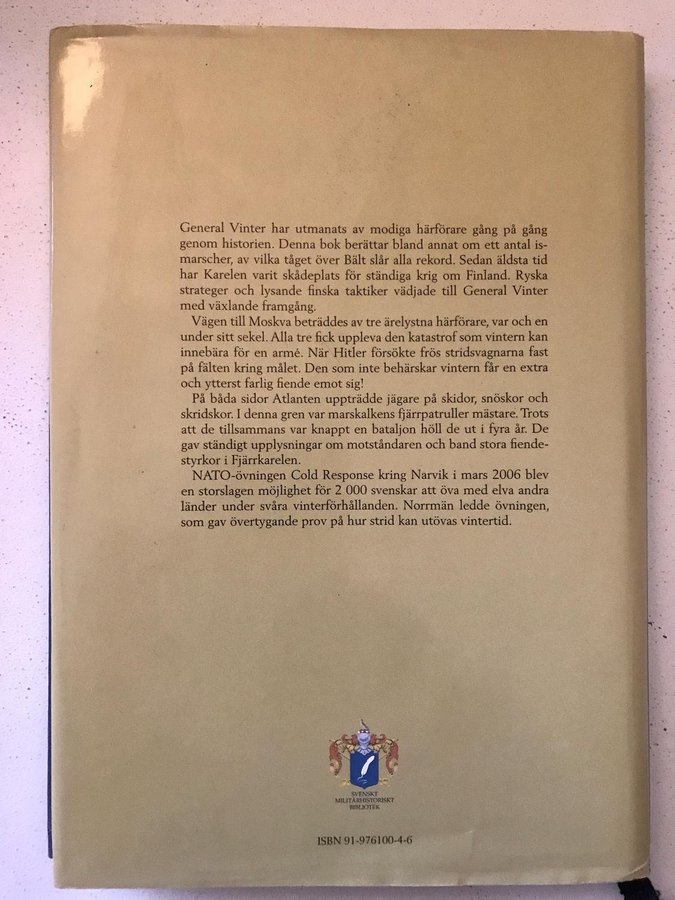 General Vinter har utmanats av modiga härförare gång på gång
genom historien. Denna bok berättar bland annat om ett antal is-
marscher, av vilka tåget över Bält slår alla rekord. Sedan äldsta tid
har Karelen varit skådeplats för ständiga krig om Finland. Ryska
strateger och lysande finska taktiker vädjade till General Vinter
med växlande framgång.
Vägen till Moskva beträddes av tre ärelystna härförare, var och en
under sitt sekel. Alla tre fick uppleva den katastrof som vintern kan
innebära för en armé. När Hitler försökte frös stridsvagnarna fast
på fälten kring målet. Den som inte behärskar vintern får en extra
och ytterst farlig fiende emot sig!
På båda sidor Atlanten uppträdde jägare på skidor, snöskor och
skridskor. I denna gren var marskalkens fjärrpatruller mästare. Trots
att de tillsammans var knappt en bataljon höll de ut i fyra år. De
gav ständigt upplysningar om motståndaren och band stora fiende-
styrkor i Fjärrkarelen.
NATO-övningen Cold Response kring Narvik i mars 2006 blev
en storslagen möjlighet för 2 000 svenskar att öva med elva andra
länder under svåra vinterförhållanden. Norrmän ledde övningen,
som gav övertygande prov på hur strid kan utövas vintertid.
SVENSKT
MILITÄRHISTORISKT
BIBLIOTEK
ISBN 91-976100-4-6